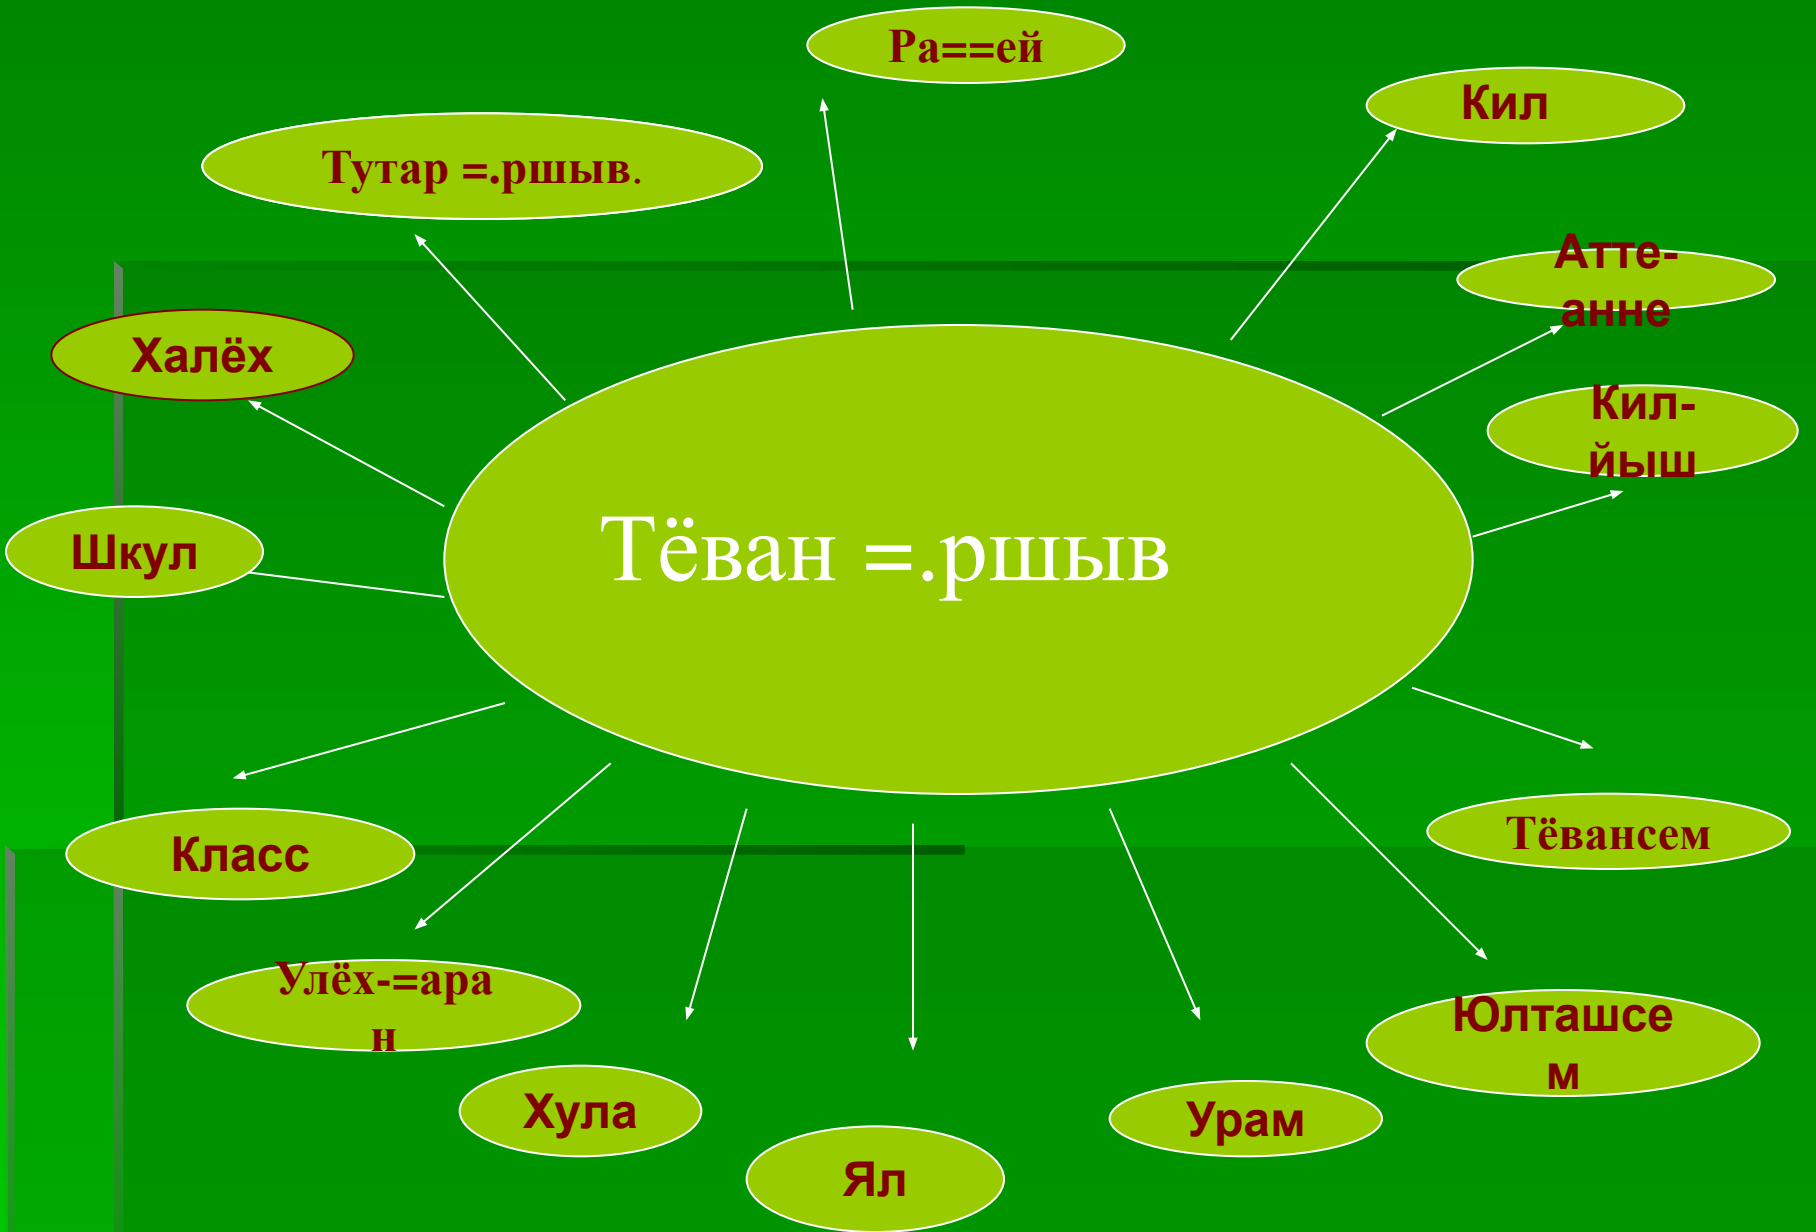 Ра==ей
Кил
Тутар =.ршыв.
Атте-
анне
Халёх
Кил-
йыш
Тёван =.ршыв
Шкул
Класс
Тёвансем
Улёх-=ара
н
Юлташсе
м
Хула
Урам
Ял